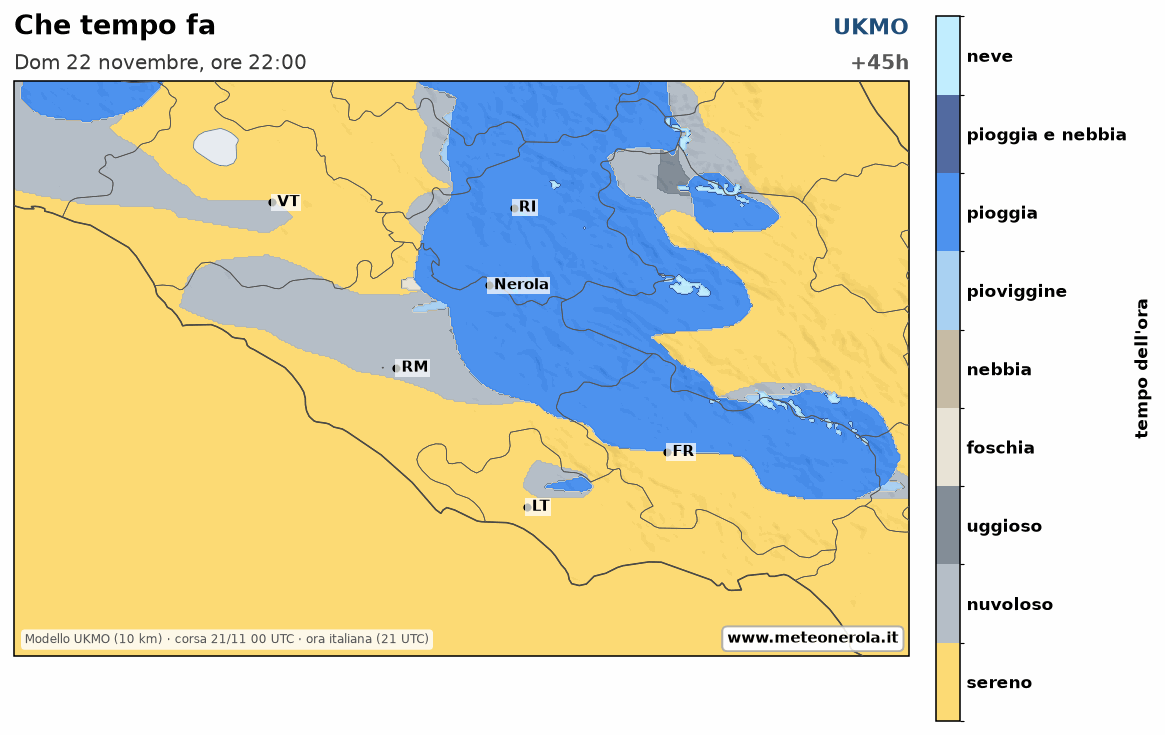 Che tempo fa
UKMO
Dom 22 novembre, ore 22:00
+45h
VT
RI
Nerola
RM
FR
LT
Modello UKMO (10 km) · corsa 21/11 00 UTC · ora italiana (21 UTC)
www.meteonerola.it
neve
pioggia e nebbia
pioggia
pioviggine
nebbia
foschia
uggioso
nuvoloso
sereno
tempo dell'ora